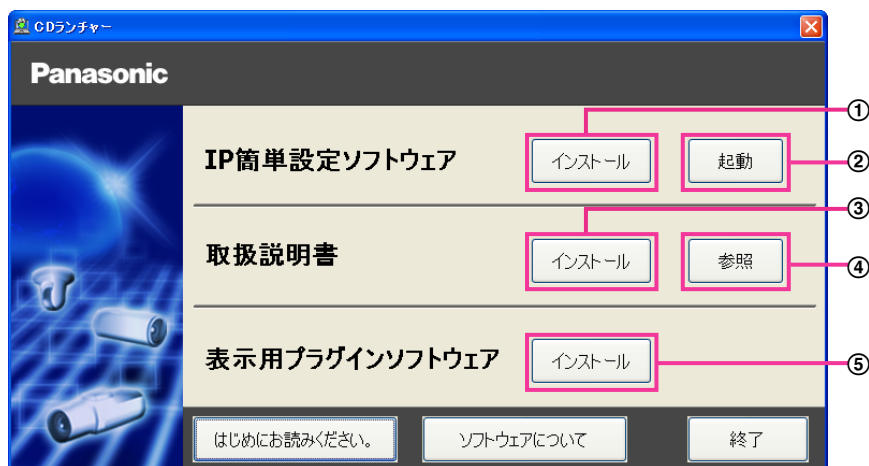 CDランチャー
Panasonic
①
IP簡単設定ソフトウェア
インストール
起動
②
③
取扱説明書
インストール
参照
④
表示用プラグインソフトウェア
インストール
⑤
はじめにお読みください。
ソフトウェアについて
終了